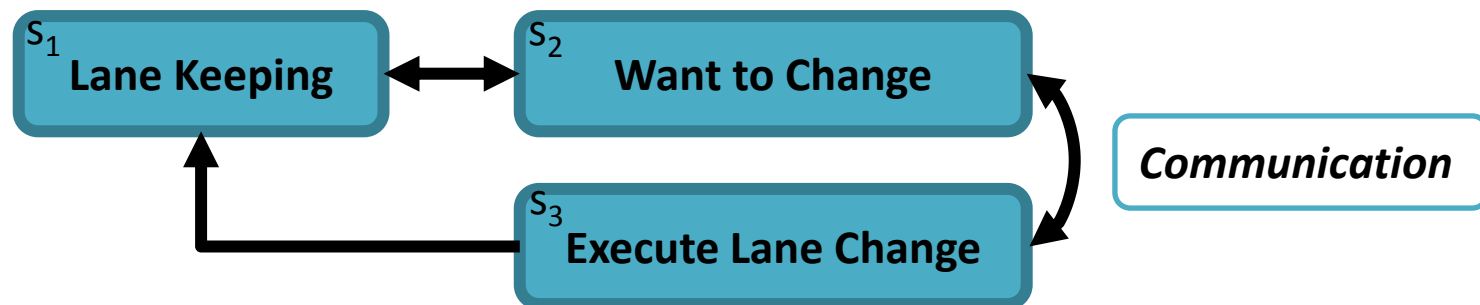 S₁
Lane Keeping
S₂
Want to Change
Communication
S₃
Execute Lane Change